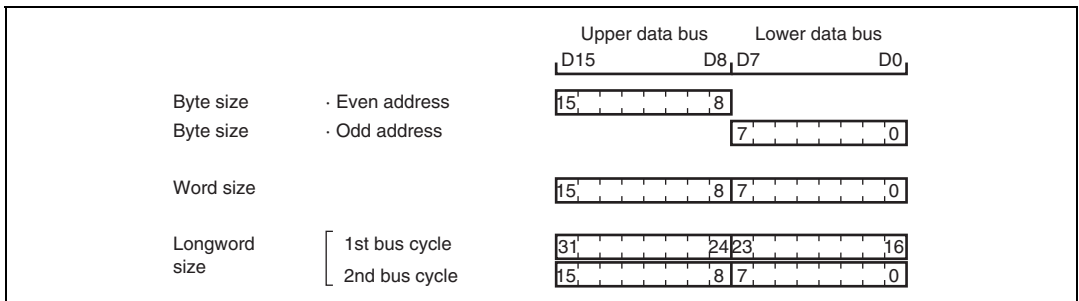 Upper data bus Lower data bus
D15 D8 D7 D0
Byte size · Even address 15 8
Byte size · Odd address 7 0
Word size 15 8 7 0
Longword size 1st bus cycle 31 24 23 16
2nd bus cycle 15 8 7 0